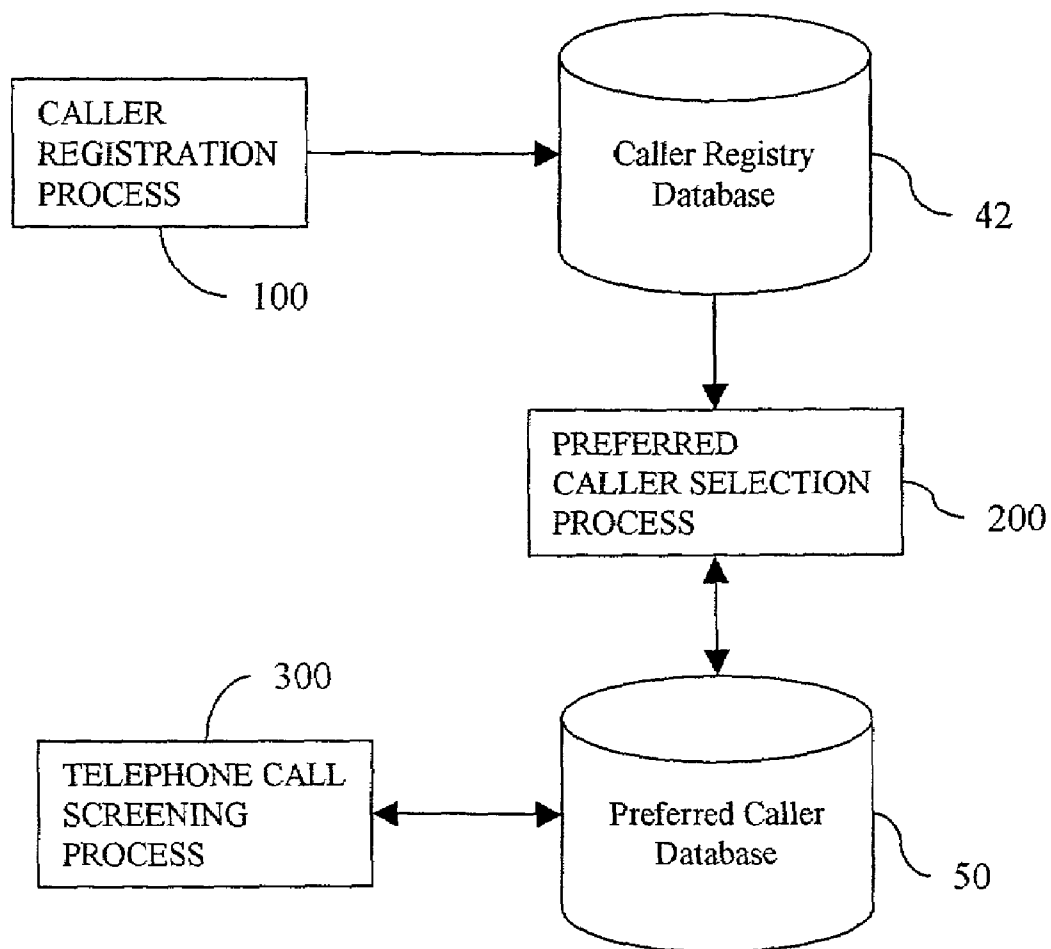 CALLER
REGISTRATION
PROCESS
100
Caller Registry
Database
42
PREFERRED
CALLER SELECTION
PROCESS
200
300
TELEPHONE CALL
SCREENING
PROCESS
Preferred Caller
Database
50